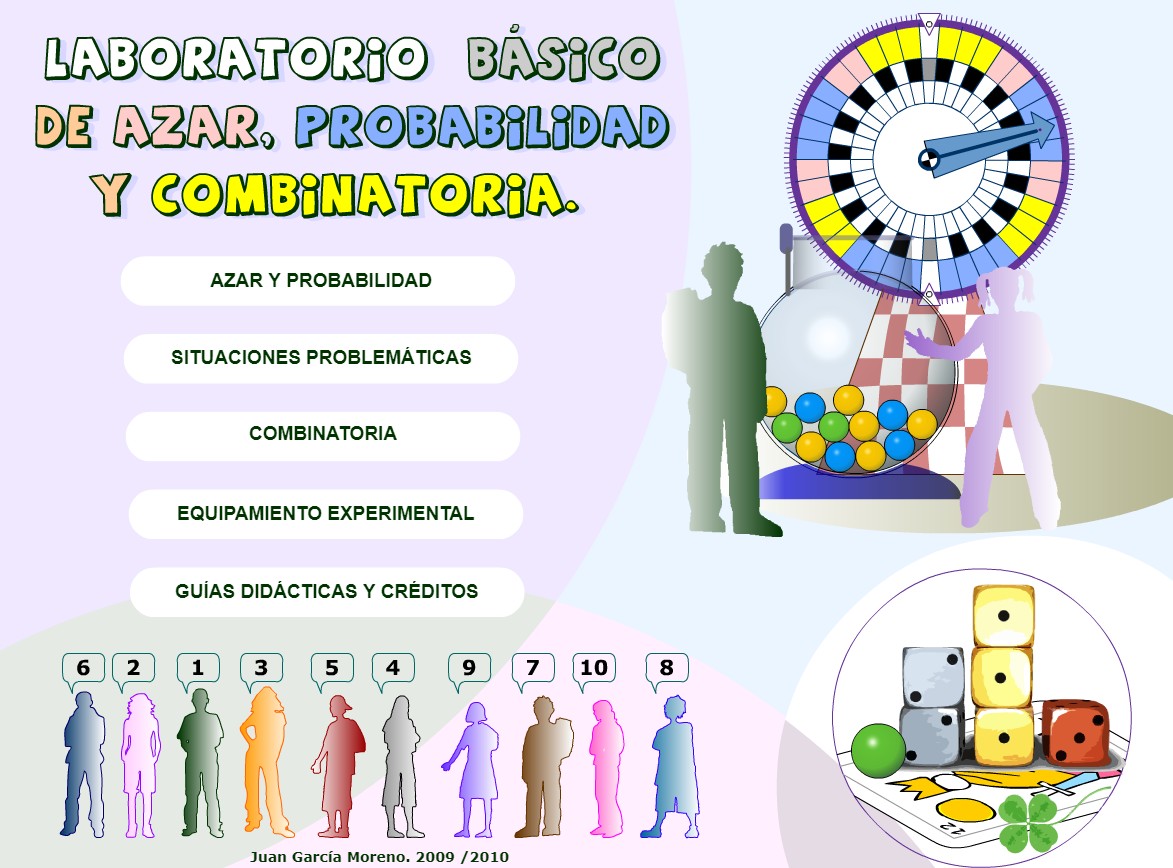 LABORATORIO BÁSICO
DE AZAR, PROBABILIDAD
Y COMBINATORIA.
AZAR Y PROBABILIDAD
SITUACIONES PROBLEMÁTICAS
COMBINATORIA
EQUIPAMIENTO EXPERIMENTAL
GUÍAS DIDÁCTICAS Y CRÉDITOS
6 2 1 3 5 4 9 7 10 8
Juan García Moreno. 2009 /2010